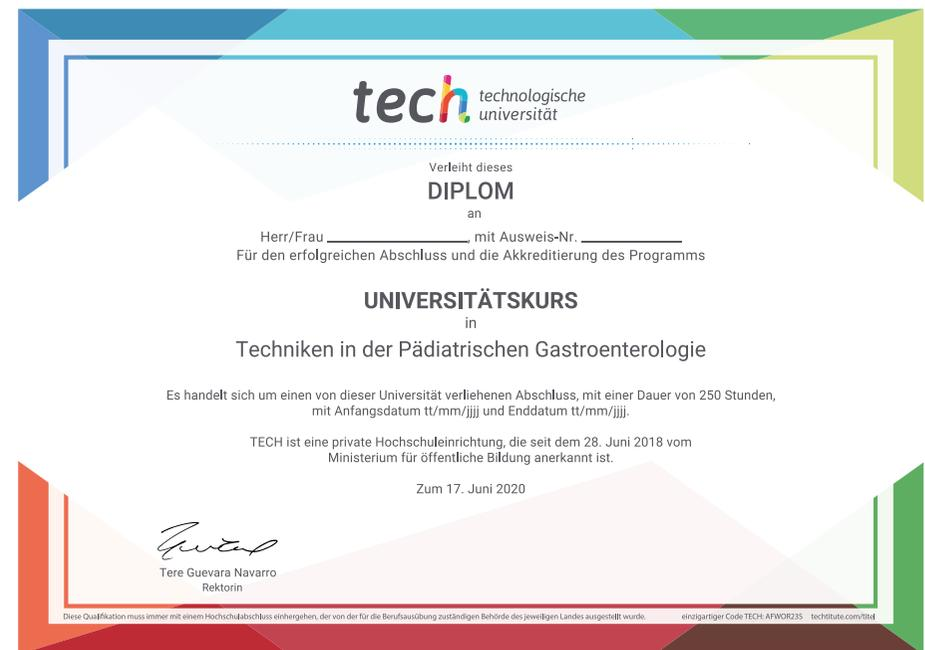 tech technologische
universität
Verleiht dieses
DIPLOM
an
Herr/Frau ____________, mit Ausweis-Nr. ____________
Für den erfolgreichen Abschluss und die Akkreditierung des Programms
UNIVERSITÄTSKURS
in
Techniken in der Pädiatrischen Gastroenterologie
Es handelt sich um einen von dieser Universität verliehenen Abschluss, mit einer Dauer von 250 Stunden,
mit Anfangsdatum tt/mm/jjjj und Enddatum tt/mm/jjjj.
TECH ist eine private Hochschuleinrichtung, die seit dem 28. Juni 2018 vom
Ministerium für öffentliche Bildung anerkannt ist.
Zum 17. Juni 2020
Tere Guevara Navarro
Rektorin
Diese Qualifikation muss immer mit einem Hochschulabschluss einhergehen, der von der für die Berufsausübung zuständigen Behörde des jeweiligen Landes ausgestellt wurde. einzigartiger Code TECH: AFWOR235 techtitute.com/titel